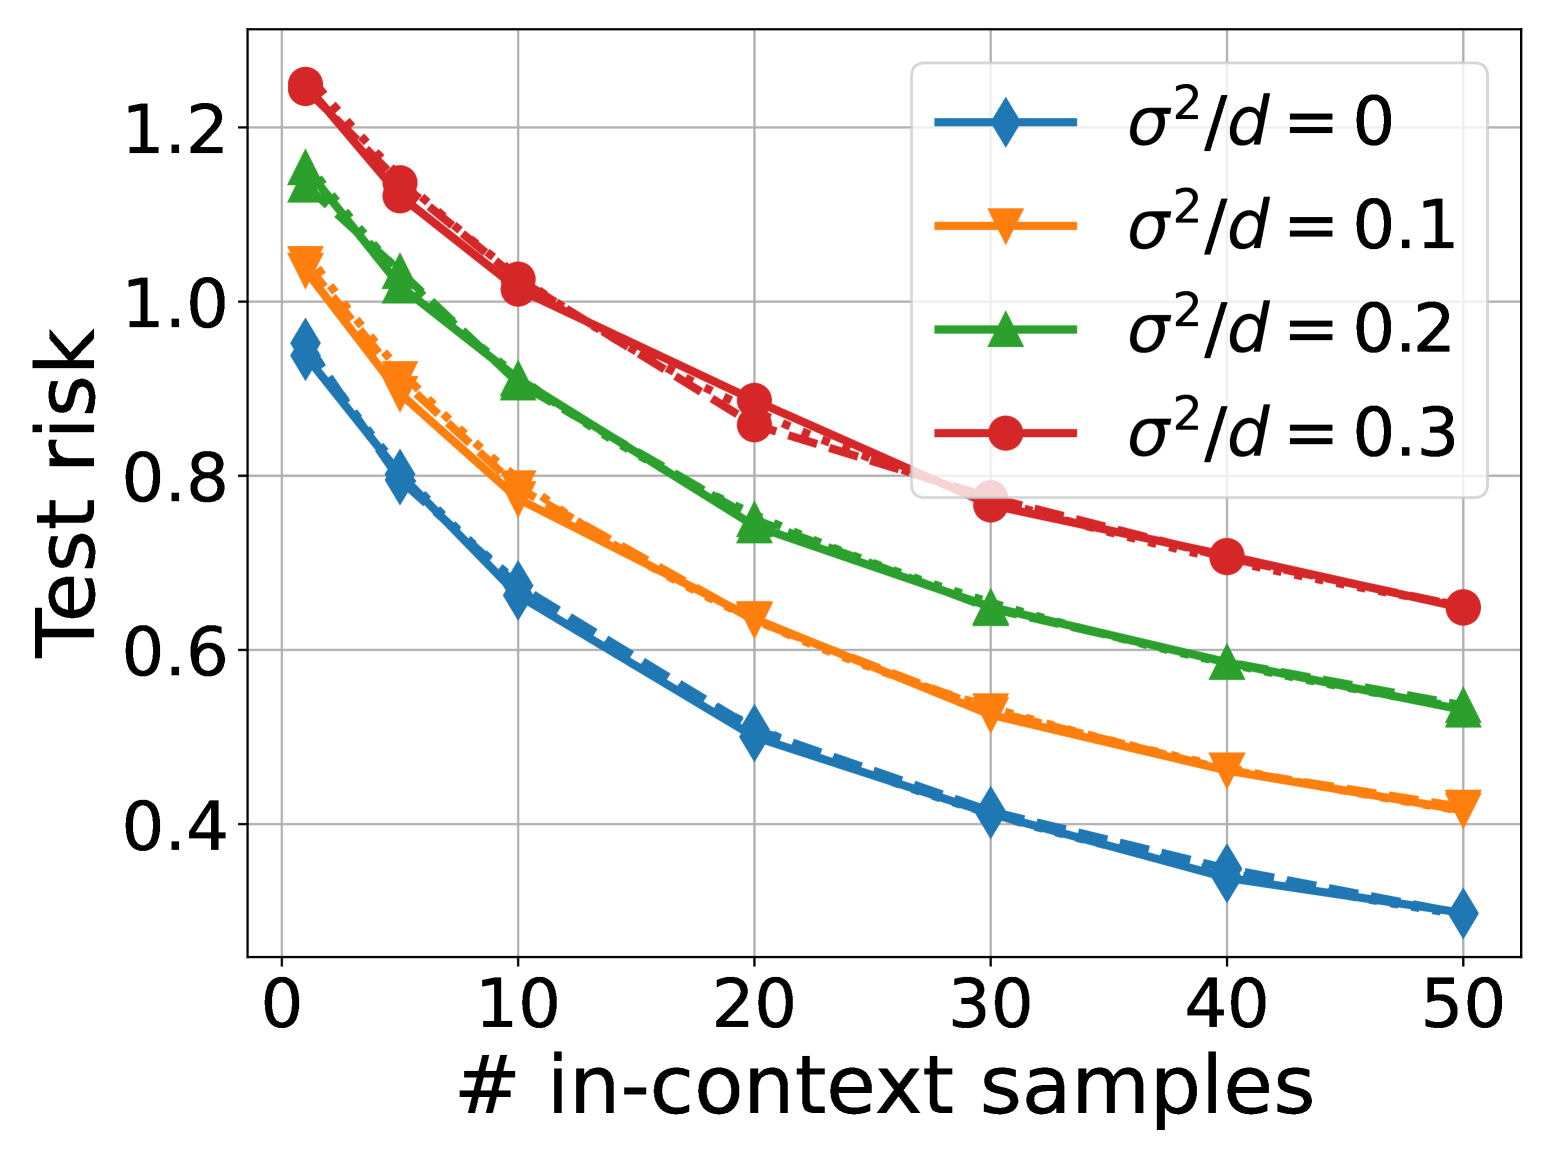 1.2
1.0
0.8
0.6
0.4
Test risk
σ²/d = 0
σ²/d = 0.1
σ²/d = 0.2
σ²/d = 0.3
0 10 20 30 40 50
# in-context samples